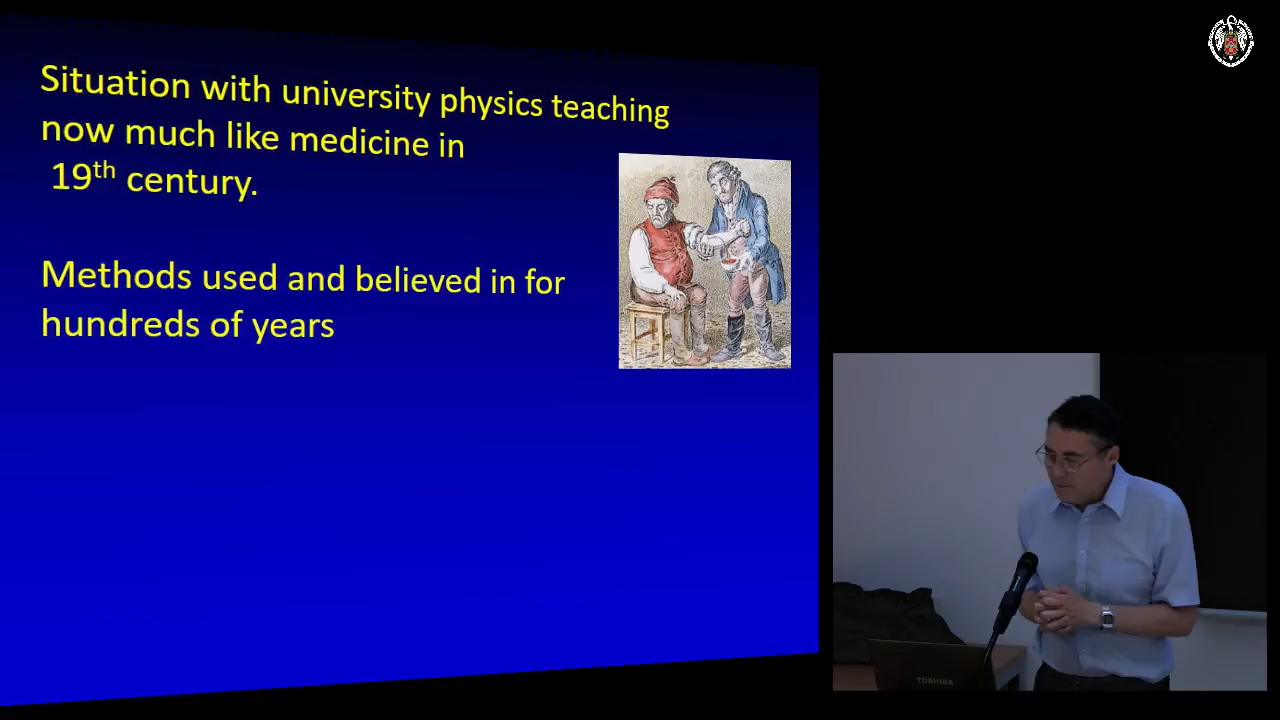 Situation with university physics teaching
now much like medicine in
19th century.
Methods used and believed in for
hundreds of years
TOSHIBA